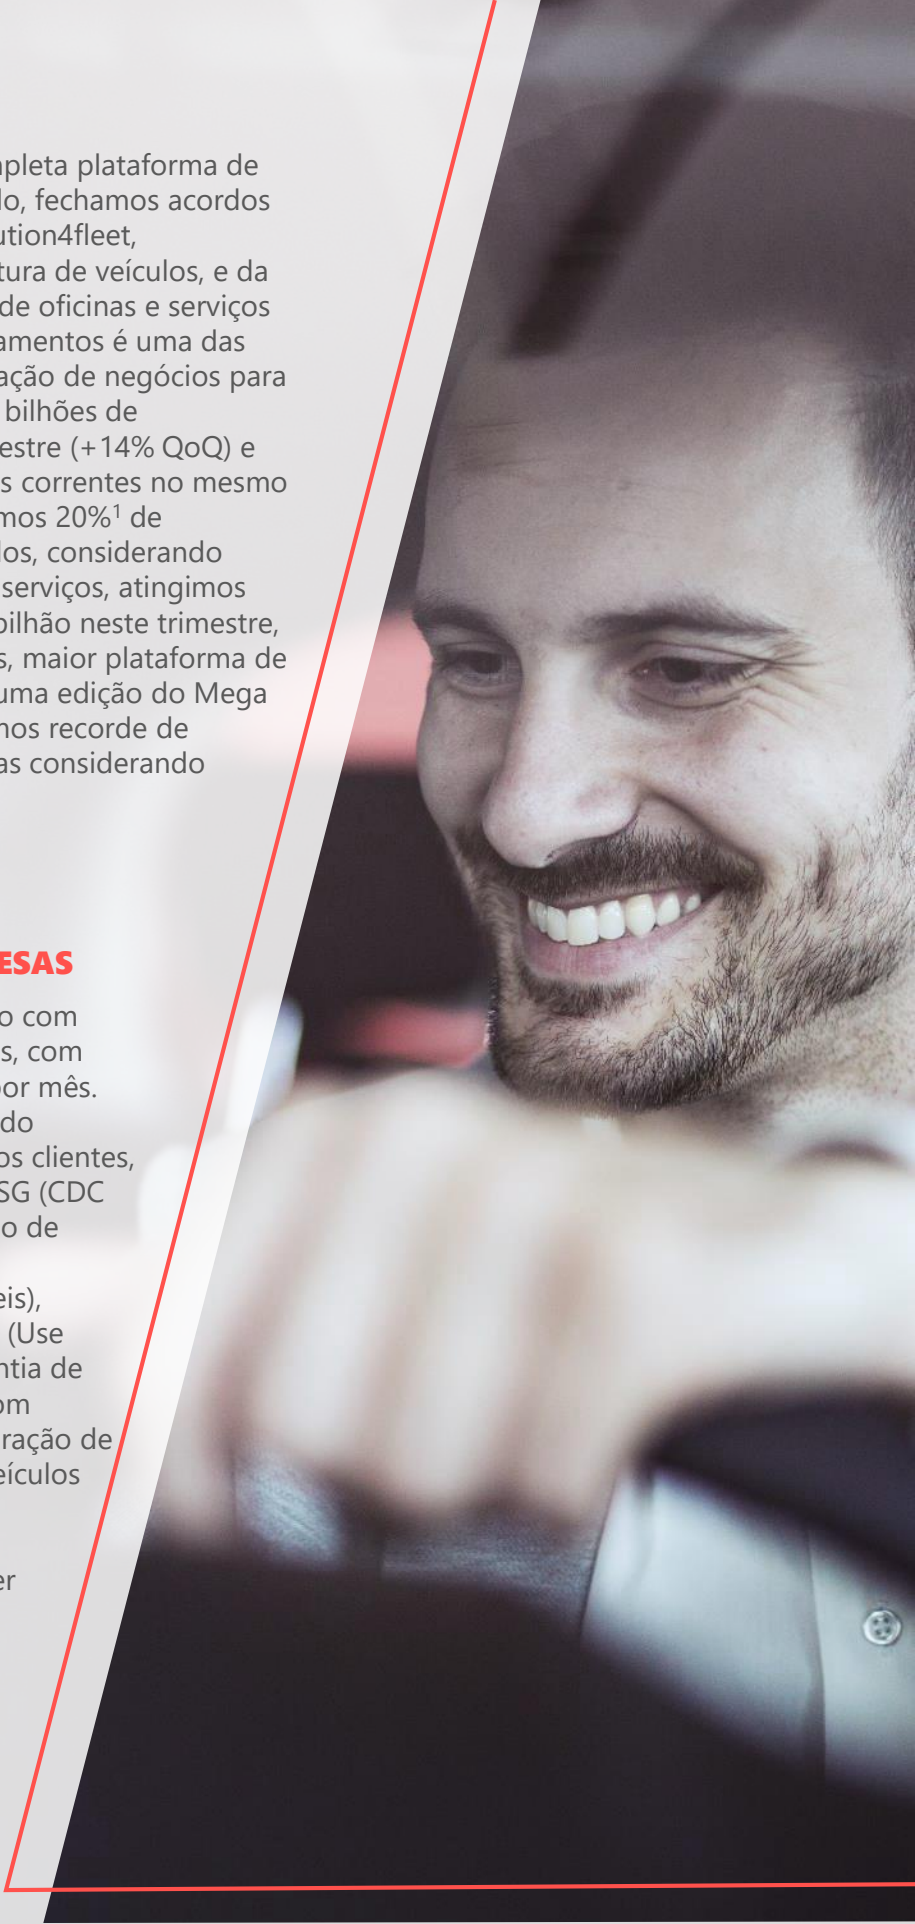 pleta plataforma de
lo, fechamos acordos
ution4fleet,
tura de veículos, e da
de oficinas e serviços
amentos é uma das
ação de negócios para
bilhões de
estre (+14% QoQ) e
s correntes no mesmo
mos 20%¹ de
los, considerando
serviços, atingimos
bilhão neste trimestre,
s, maior plataforma de
uma edição do Mega
mos recorde de
as considerando
ESAS
o com
s, com
por mês.
do
os clientes,
SG (CDC
o de
eis),
(Use
ntia de
om
ração de
eículos
er